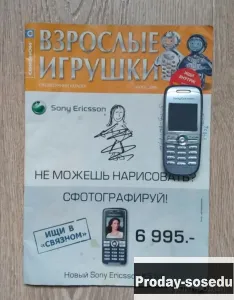 ВЗРОСЛЫЕ
ИГРУШКИ
Sony Ericsson
НЕ МОЖЕШЬ НАРИСОВАТЬ?
СФОТОГРАФИРУЙ!
ИЩИ В
«СВЯЗНОМ»
6 995.-
Новый Sony Ericsson
Proday-sosedu